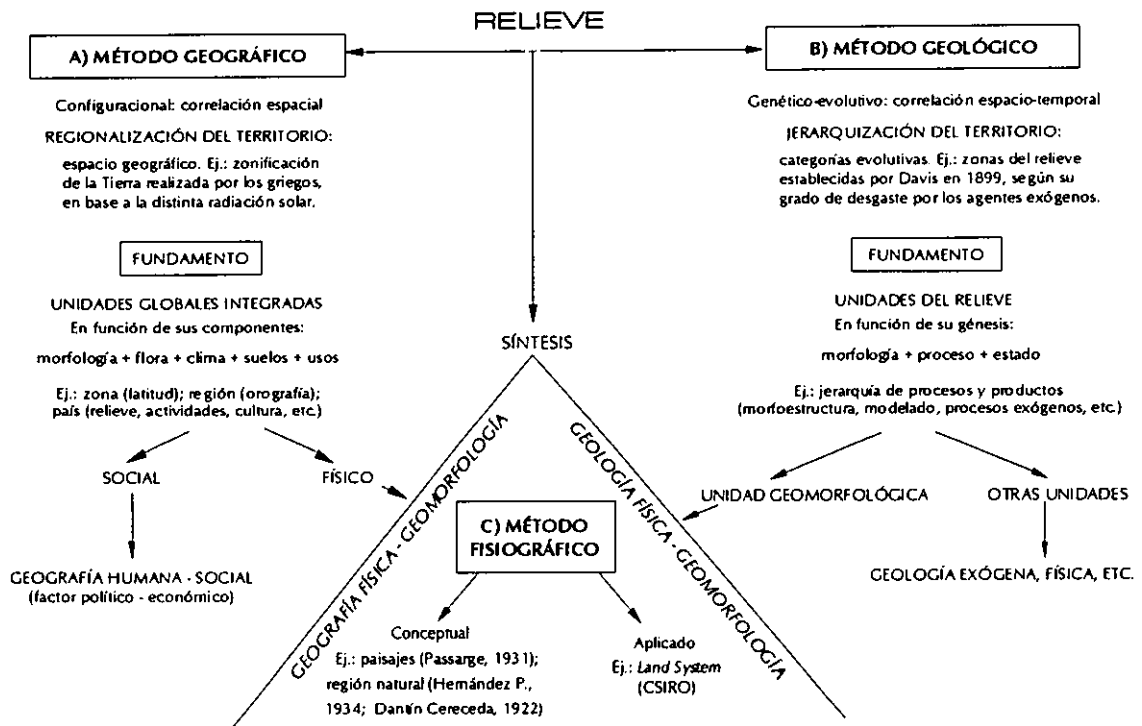 RELIEVE
A) MÉTODO GEOGRÁFICO
Configuracional: correlación espacial
REGIONALIZACIÓN DEL TERRITORIO:
espacio geográfico. Ej.: zonificación
de la Tierra realizada por los griegos,
en base a la distinta radiación solar.
FUNDAMENTO
UNIDADES GLOBALES INTEGRADAS
En función de sus componentes:
morfología + flora + clima + suelos + usos
Ej.: zona (latitud); región (orografía);
país (relieve, actividades, cultura, etc.)
SOCIAL
FÍSICO
GEOGRAFÍA HUMANA - SOCIAL
(factor político - económico)
B) MÉTODO GEOLÓGICO
Genético-evolutivo: correlación espacio-temporal
JERARQUIZACIÓN DEL TERRITORIO:
categorías evolutivas. Ej.: zonas del relieve
establecidas por Davis en 1899, según su
grado de desgaste por los agentes exógenos.
FUNDAMENTO
UNIDADES DEL RELIEVE
En función de su génesis:
morfología + proceso + estado
Ej.: jerarquía de procesos y productos
(morfoestructura, modelado, procesos exógenos, etc.)
UNIDAD GEOMORFOLÓGICA
OTRAS UNIDADES
GEOLOGÍA EXÓGENA, FÍSICA, ETC.
SÍNTESIS
GEOGRAFÍA FÍSICA - GEOMORFOLOGÍA
GEOLOGÍA FÍSICA - GEOMORFOLOGÍA
C) MÉTODO
FISIOGRÁFICO
Conceptual
Ej.: paisajes (Passarge, 1931);
región natural (Hernández P.,
1934; Dantín Cereceda, 1922)
Aplicado
Ej.: Land System
(CSIRO)